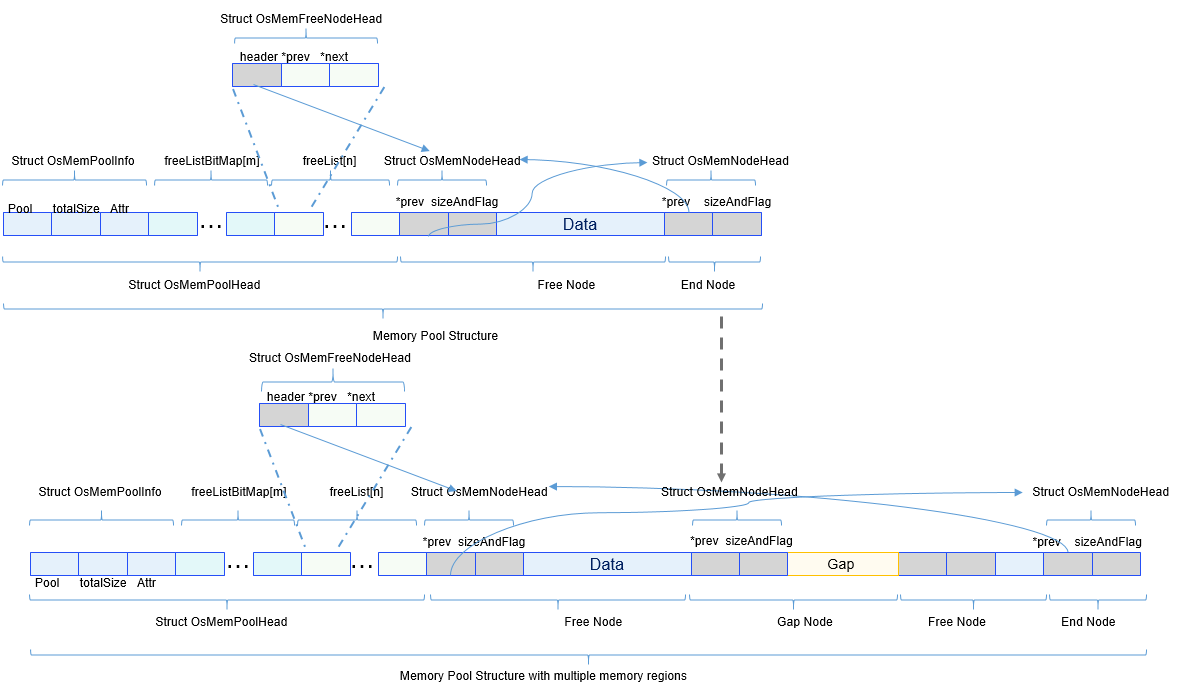 Struct OsMemFreeNodeHead
header *prev *next
Struct OsMemPoolInfo freeListBitMap[m] freeList[n] Struct OsMemNodeHead Struct OsMemNodeHead
Pool totalSize Attr *prev sizeAndFlag *prev sizeAndFlag
... ... Data
Struct OsMemPoolHead Free Node End Node
Memory Pool Structure
Struct OsMemFreeNodeHead
header *prev *next
Struct OsMemPoolInfo freeListBitMap[m] freeList[n] Struct OsMemNodeHead Struct OsMemNodeHead Struct OsMemNodeHead
*prev sizeAndFlag *prev sizeAndFlag *prev sizeAndFlag
... ... Data Gap
Pool totalSize Attr
Struct OsMemPoolHead Free Node Gap Node Free Node End Node
Memory Pool Structure with multiple memory regions